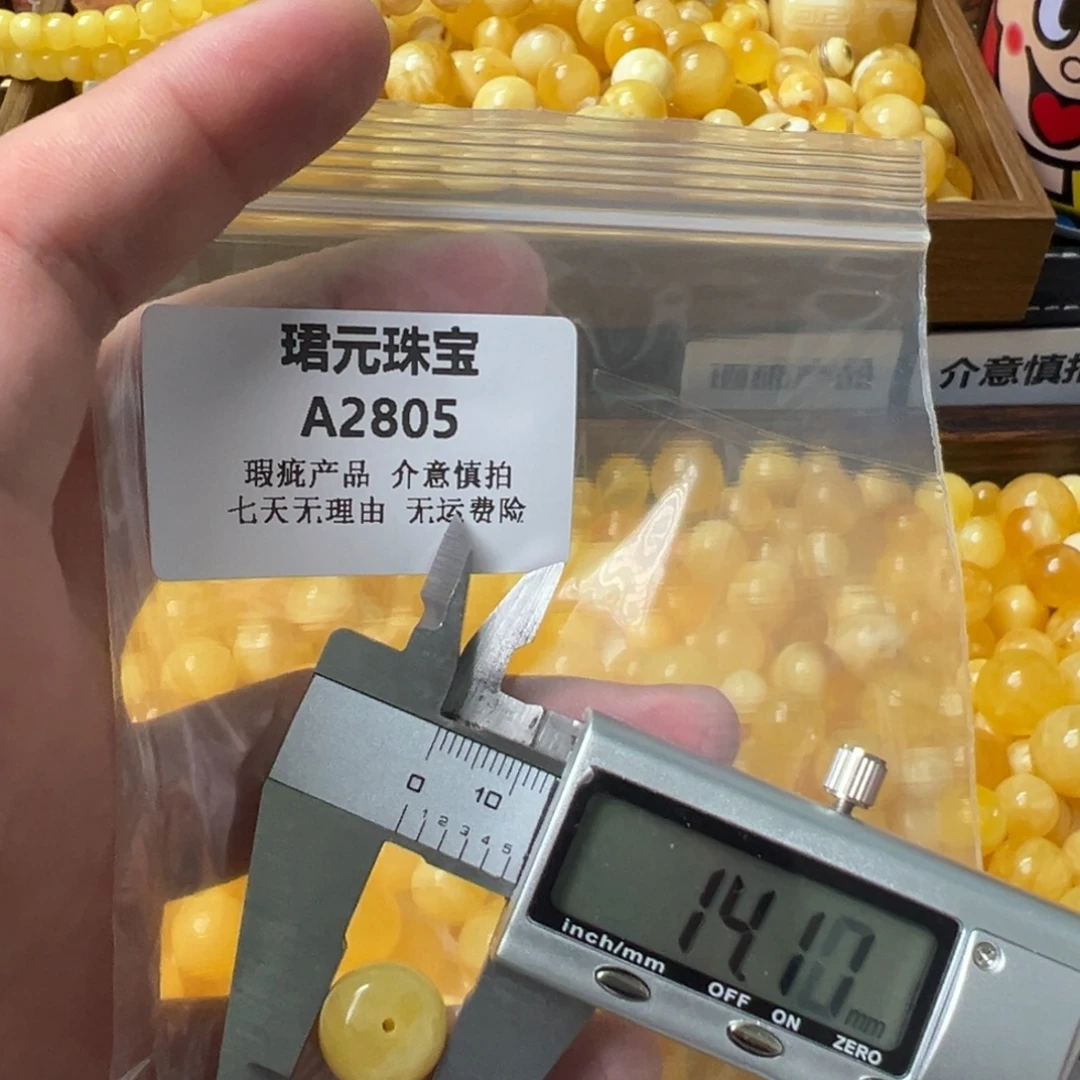 珺元珠宝
A2805
瑕疵产品 介意慎拍
七天无理由 无运费险
介意慎拍
0 10
1 2 3 4 5
14.10 mm
inch/mm
OFF
ON
ZERO